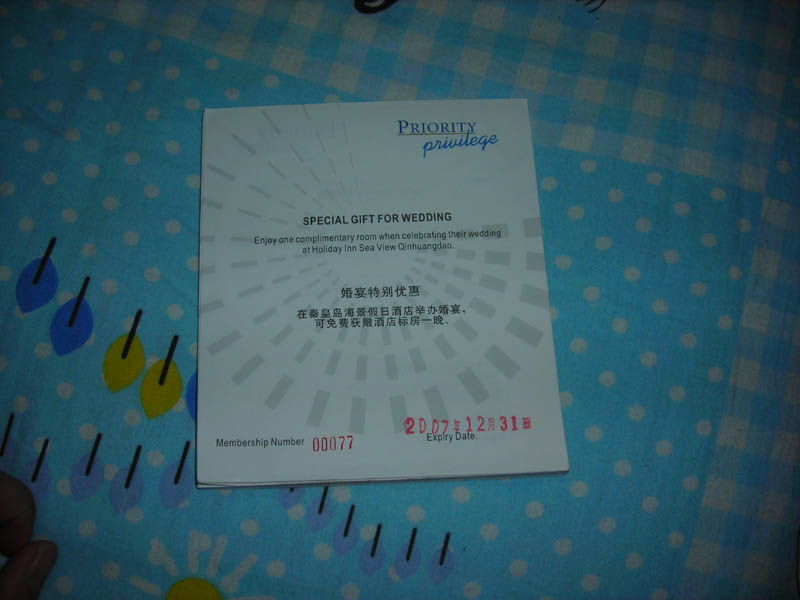 PRIORITY
privilege
SPECIAL GIFT FOR WEDDING
Enjoy one complimentary room when celebrating their wedding
at Holiday Inn Sea View Qinhuangdao.
婚宴特别优惠
在秦皇岛海景假日酒店举办婚宴，
可免费获赠酒店标房一晚.
2007年12月31日
Membership Number 00077
Expiry Date.